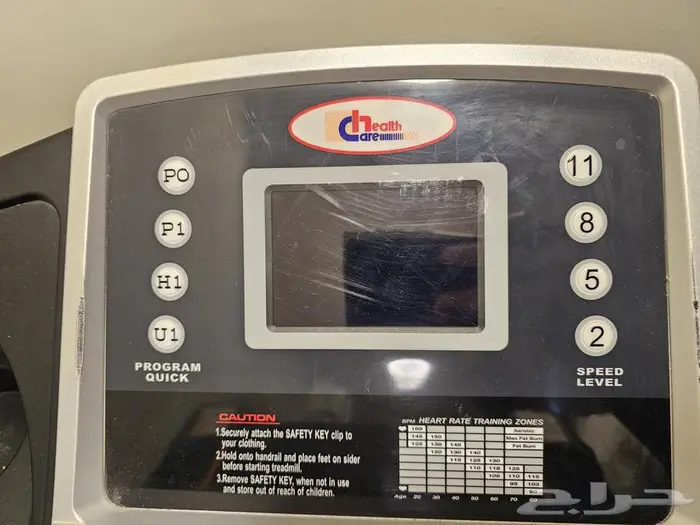 health
care
PO
P1
H1
U1
PROGRAM
QUICK
11
8
5
2
SPEED
LEVEL
CAUTION
1.Securely attach the SAFETY KEY clip to
your clothing.
2.Hold onto handrail and place feet on sider
before starting treadmill.
3.Remove SAFETY KEY, when not in use
and store out of reach of children.
BPM HEART RATE TRAINING ZONES
Aerobic
Max Fat Burn
Fat Burn
Age 20 30 40 50 60 70 80
حراج